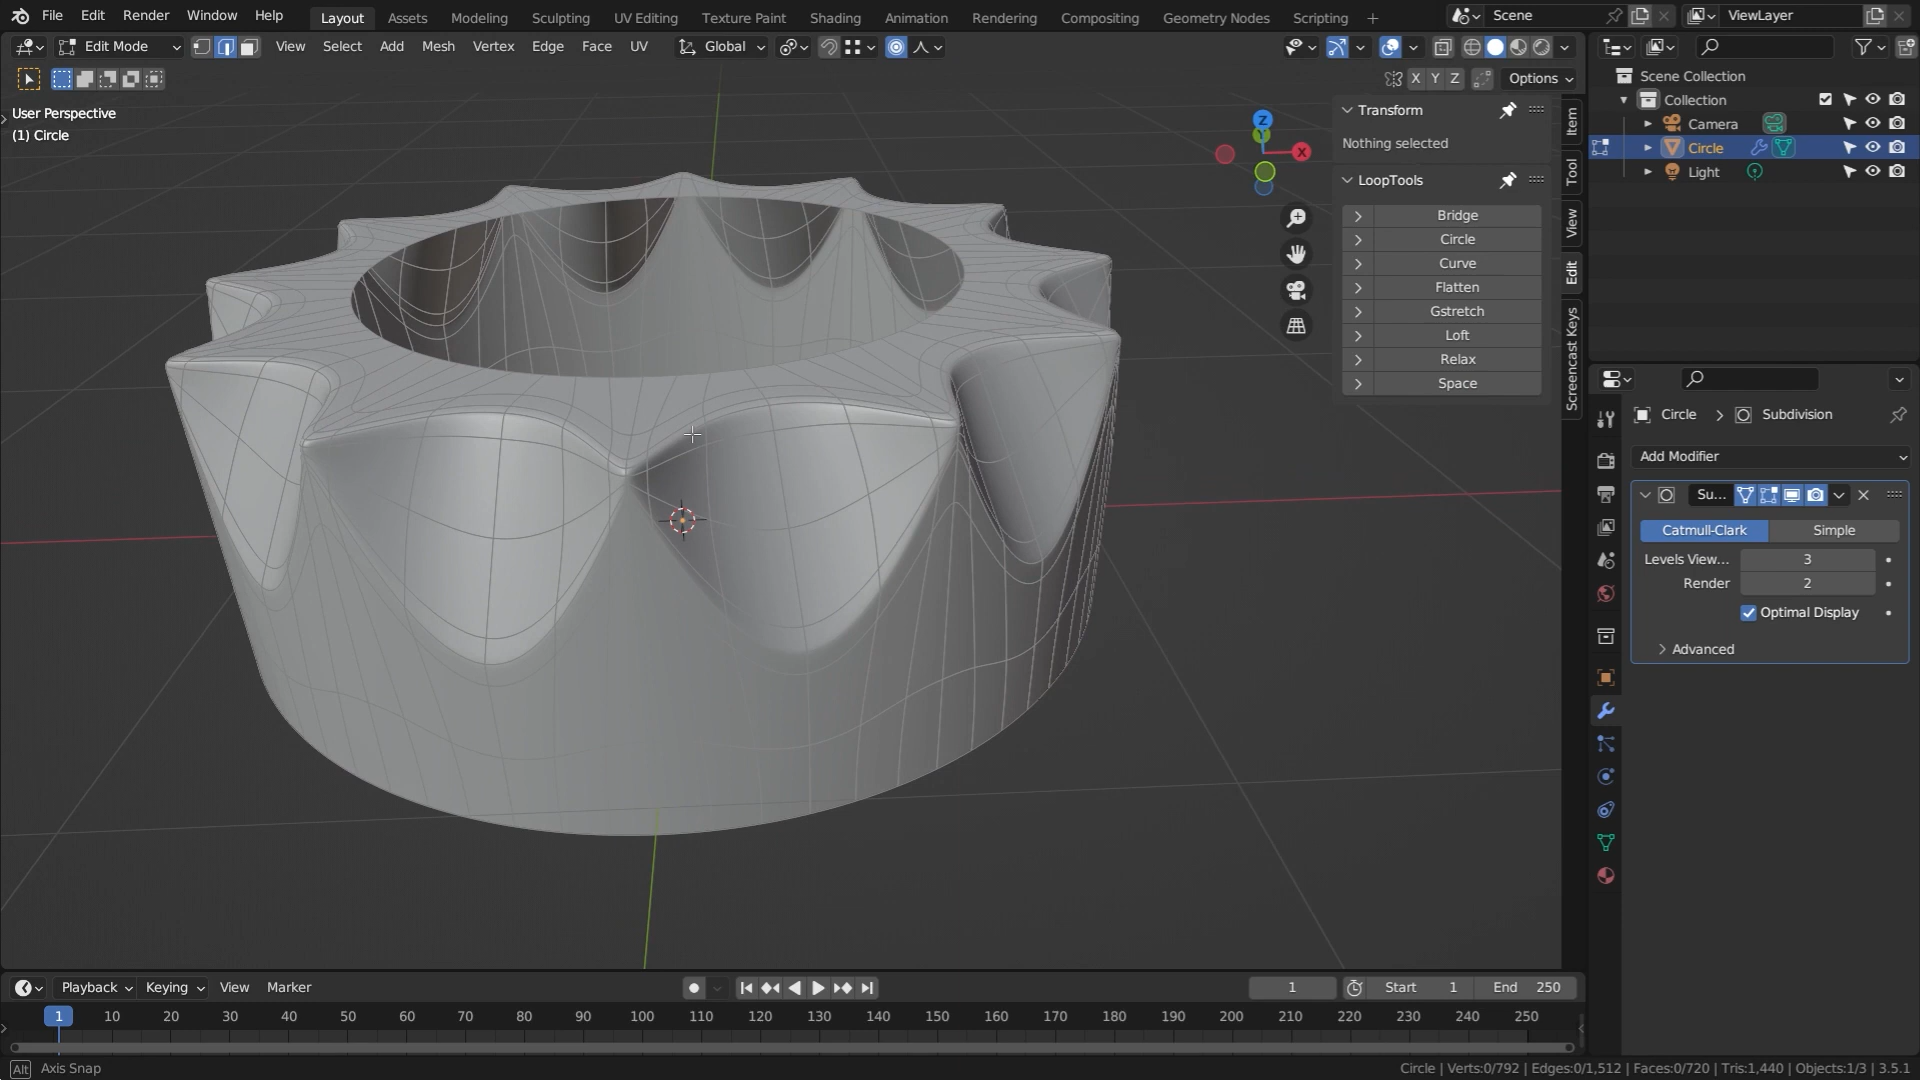 File Edit Render Window Help Layout Assets Modeling Sculpting UV Editing Texture Paint Shading Animation Rendering Compositing Geometry Nodes Scripting + Scene ViewLayer
Edit Mode View Select Add Mesh Vertex Edge Face UV Global
X Y Z Options
User Perspective
(1) Circle
Z
Y
X
Transform
Nothing selected
LoopTools
Bridge
Circle
Curve
Flatten
Gstretch
Loft
Relax
Space
Item
Tool
View
Edit
Screencast Keys
Scene Collection
Collection
Camera
Circle
Light
Circle > Subdivision
Add Modifier
Su...
Catmull-Clark Simple
Levels View... 3
Render 2
Optimal Display
Advanced
Playback Keying View Marker 1 Start 1 End 250
1 10 20 30 40 50 60 70 80 90 100 110 120 130 140 150 160 170 180 190 200 210 220 230 240 250
Alt Axis Snap
Circle | Verts:0/792 | Edges:0/1,512 | Faces:0/720 | Tris:1,440 | Objects:1/3 | 3.5.1